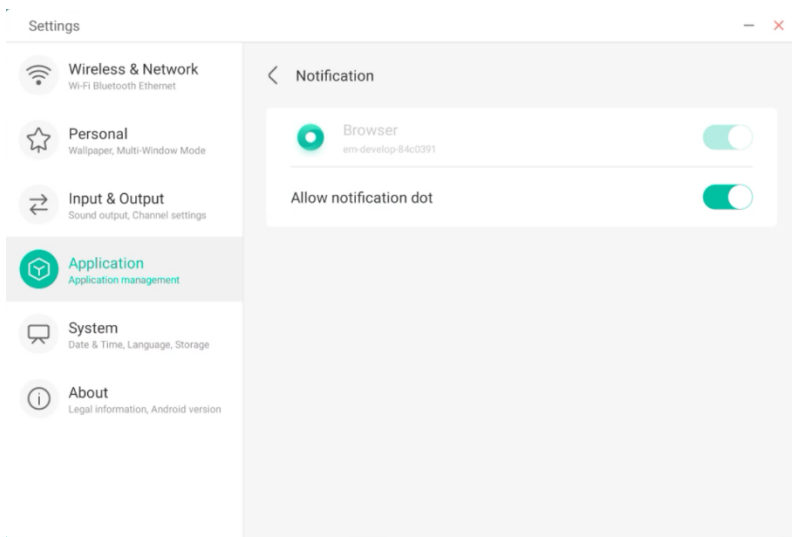 Settings
Wireless & Network
Wi-Fi Bluetooth Ethernet
Personal
Wallpaper, Multi-Window Mode
Input & Output
Sound output, Channel settings
Application
Application management
System
Date & Time, Language, Storage
About
Legal information, Android version
Notification
Browser
em-develop-84c0391
Allow notification dot